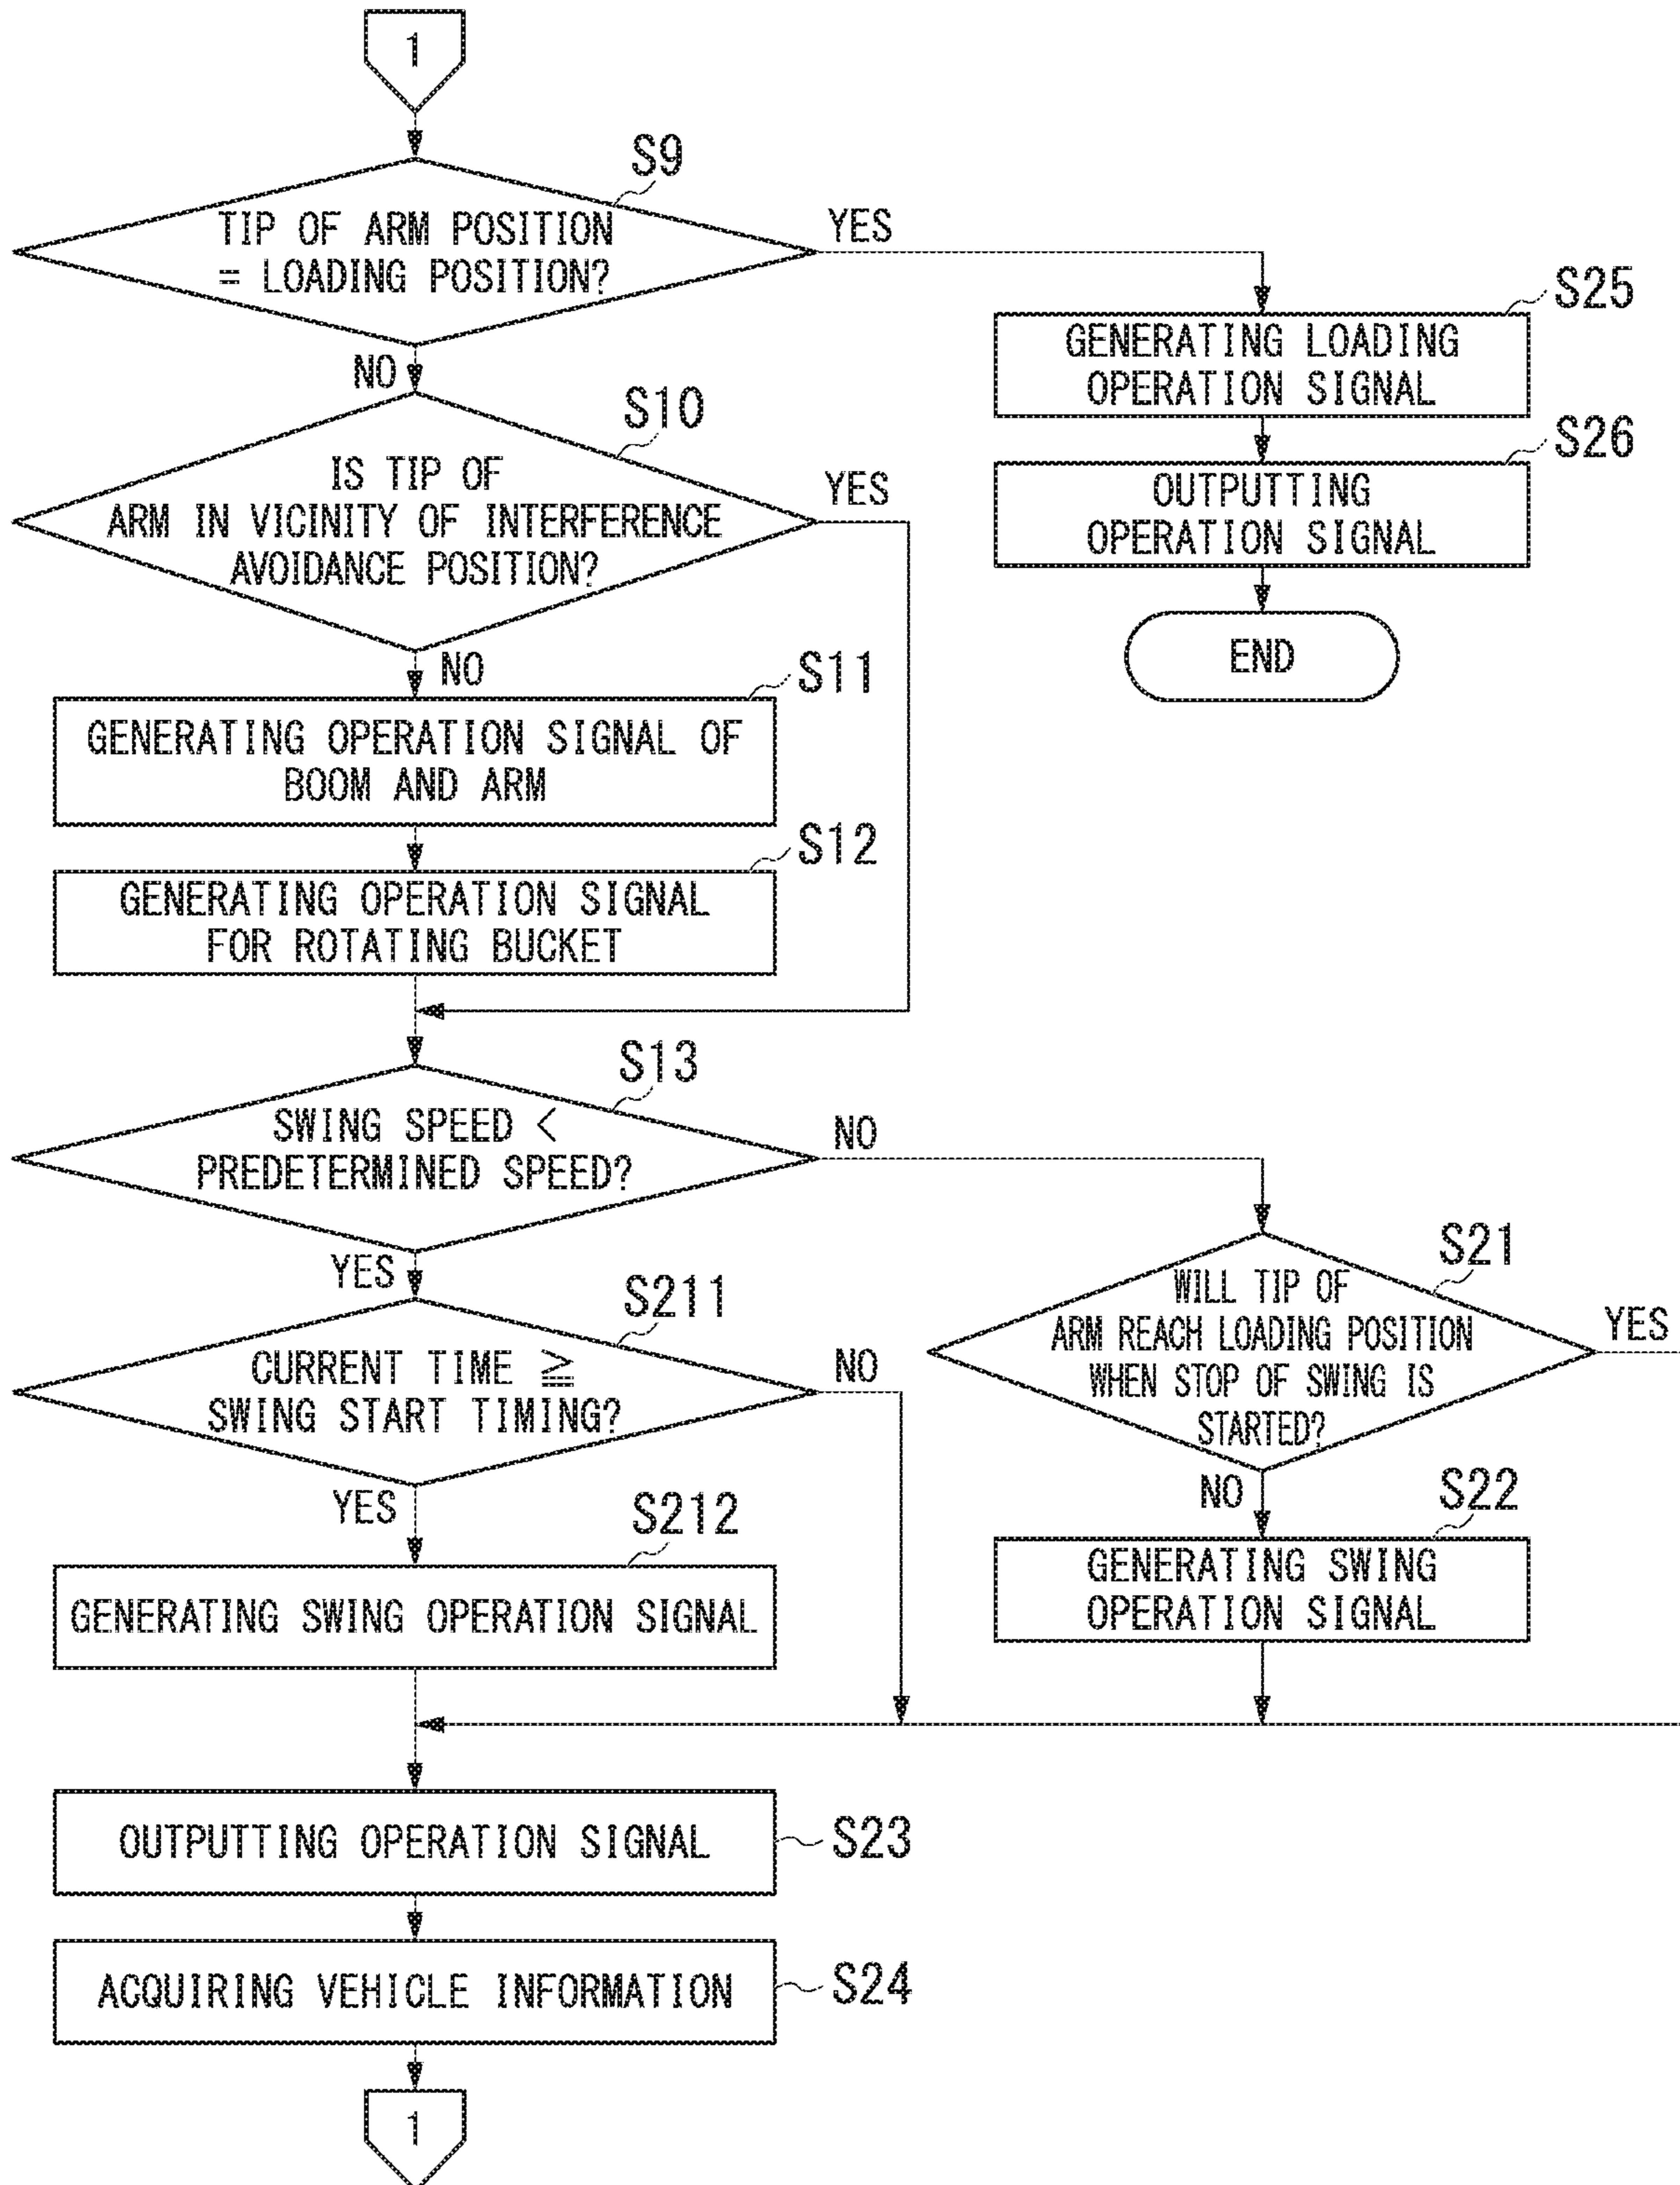 1
S9
TIP OF ARM POSITION
= LOADING POSITION?
YES
NO
S25
GENERATING LOADING
OPERATION SIGNAL
S26
OUTPUTTING
OPERATION SIGNAL
END
S10
IS TIP OF
ARM IN VICINITY OF INTERFERENCE
AVOIDANCE POSITION?
YES
NO
S11
GENERATING OPERATION SIGNAL OF
BOOM AND ARM
S12
GENERATING OPERATION SIGNAL
FOR ROTATING BUCKET
S13
SWING SPEED <
PREDETERMINED SPEED?
NO
YES
S21
WILL TIP OF
ARM REACH LOADING POSITION
WHEN STOP OF SWING IS
STARTED?
YES
NO
S22
GENERATING SWING
OPERATION SIGNAL
S211
CURRENT TIME ≧
SWING START TIMING?
NO
YES
S212
GENERATING SWING OPERATION SIGNAL
OUTPUTTING OPERATION SIGNAL
S23
ACQUIRING VEHICLE INFORMATION
S24
1